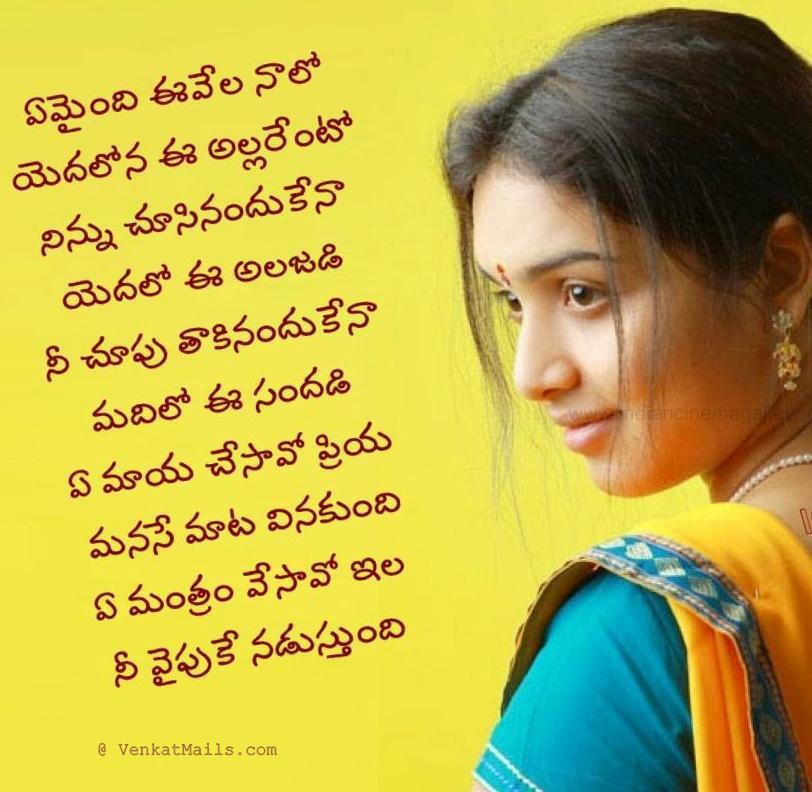 ఏమైంది ఈవేల నాలో
యెదలోన ఈ అల్లరేంటో
నిన్ను చూసినందుకేనా
యెదలో ఈ అలజడి
నీ చూపు తాకినందుకేనా
మదిలో ఈ సందడి
ఏ మాయ చేసావో ప్రియ
మనసే మాట వినకుంది
ఏ మంత్రం వేసావో ఇల
నీ వైపుకే నడుస్తుంది
@ VenkatMails.com